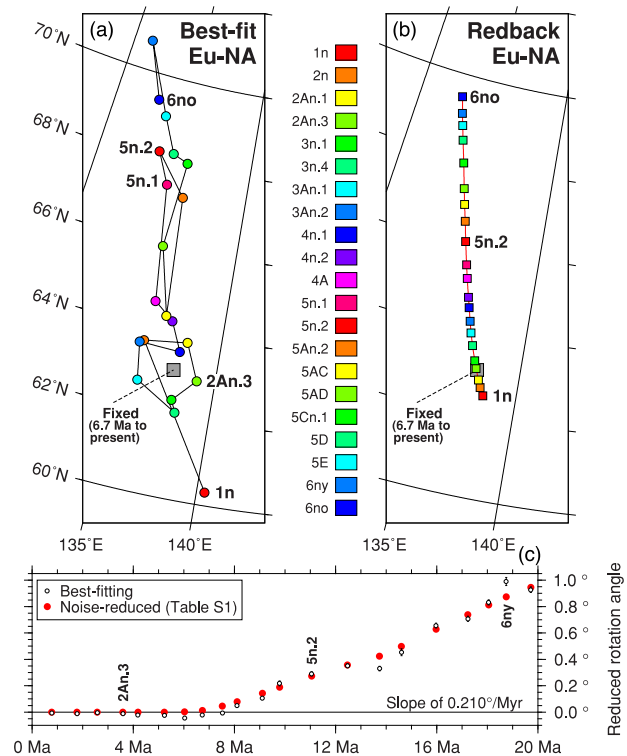 (a) Best-fit
Eu-NA
70˚N
68˚N
66˚N
64˚N
62˚N
60˚N
6no
5n.2
5n.1
2An.3
Fixed
(6.7 Ma to
present)
1n
135˚E
140˚E
1n
2n
2An.1
2An.3
3n.1
3n.4
3An.1
3An.2
4n.1
4n.2
4A
5n.1
5n.2
5An.2
5AC
5AD
5Cn.1
5D
5E
6ny
6no
(b) Redback
Eu-NA
6no
5n.2
Fixed
(6.7 Ma to
present)
1n
135˚E
140˚E
(c)
Best-fitting
Noise-reduced (Table S1)
2An.3
5n.2
6ny
Slope of 0.210°/Myr
1.0 °
0.8 °
0.6 °
0.4 °
0.2 °
0.0 °
Reduced rotation angle
0 Ma 4 Ma 8 Ma 12 Ma 16 Ma 20 Ma